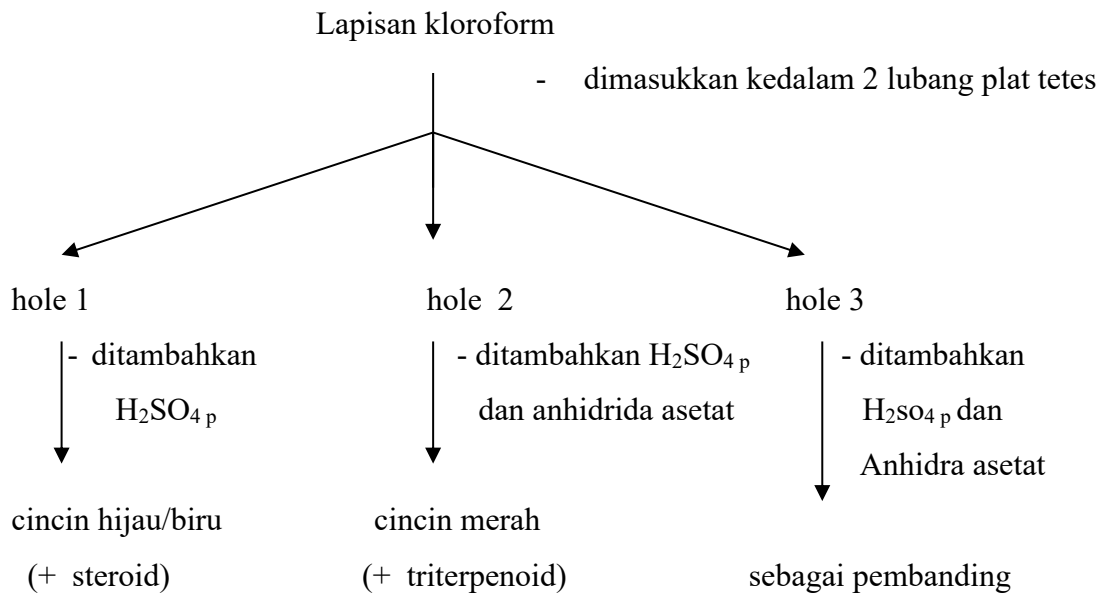 Lapisan kloroform
- dimasukkan kedalam 2 lubang plat tetes
hole 1
hole 2
hole 3
- ditambahkan
H₂SO₄ p
- ditambahkan H₂SO₄ p
dan anhidrida asetat
- ditambahkan
H₂so₄ p dan
Anhidra asetat
cincin hijau/biru
(+ steroid)
cincin merah
(+ triterpenoid)
sebagai pembanding